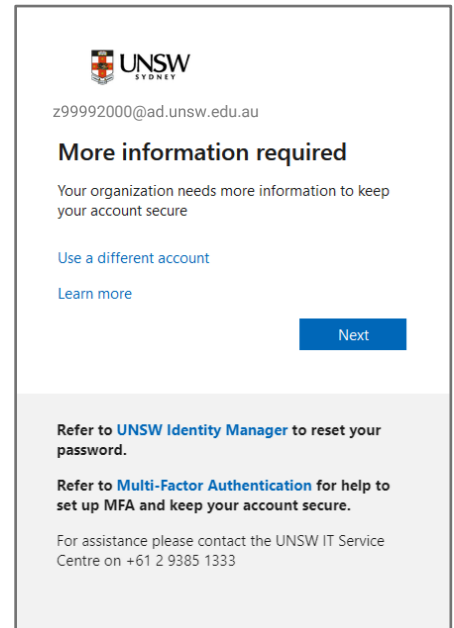 UNSW
SYDNEY
z99992000@ad.unsw.edu.au
More information required
Your organization needs more information to keep
your account secure
Use a different account
Learn more
Next
Refer to UNSW Identity Manager to reset your
password.
Refer to Multi-Factor Authentication for help to
set up MFA and keep your account secure.
For assistance please contact the UNSW IT Service
Centre on +61 2 9385 1333